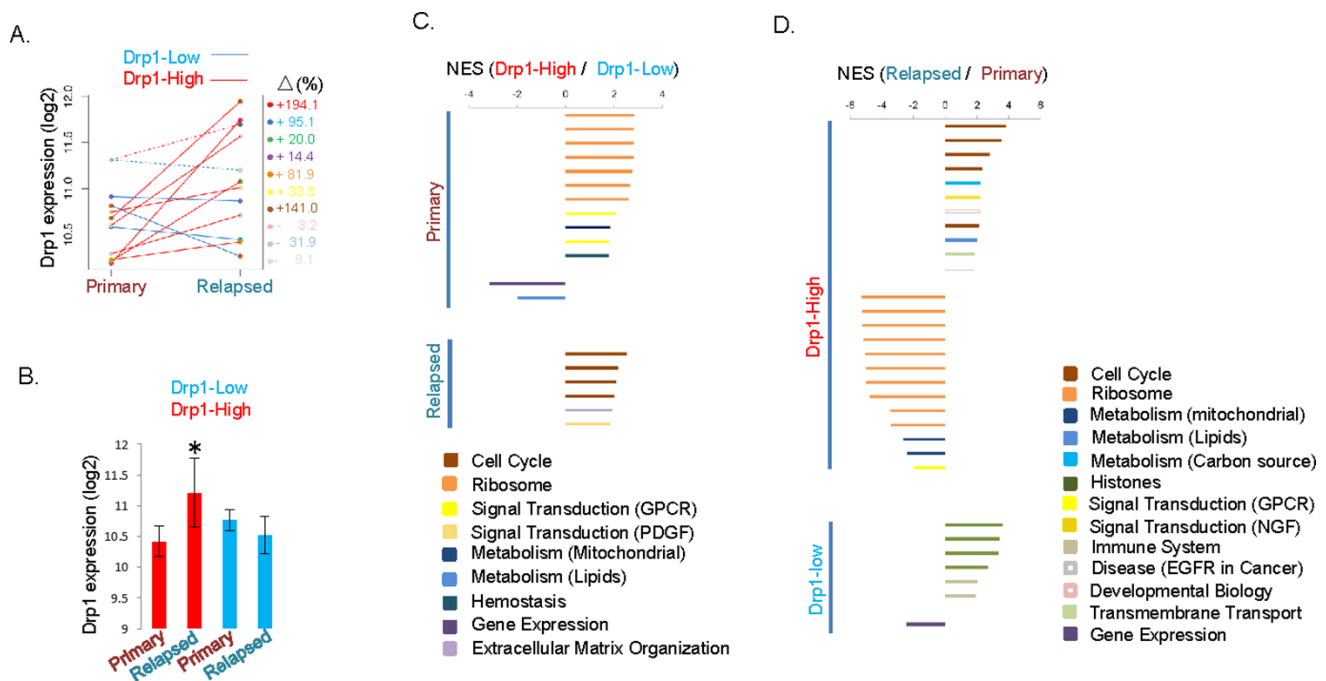 A.
Drp1-Low
Drp1-High
△(%)
Drp1 expression (log2)
12.0
11.5
11.0
10.5
+194.1
+ 95.1
+ 20.0
+ 14.4
+ 81.9
+ 33.5
+141.0
- 3.2
- 31.9
- 9.1
Primary
Relapsed
B.
Drp1-Low
Drp1-High
Drp1 expression (log2)
12
11.5
11
10.5
10
9.5
9
*
Primary
Relapsed
Primary
Relapsed
C.
NES (Drp1-High / Drp1-Low)
-4 -2 0 2 4
Primary
Relapsed
Cell Cycle
Ribosome
Signal Transduction (GPCR)
Signal Transduction (PDGF)
Metabolism (Mitochondrial)
Metabolism (Lipids)
Hemostasis
Gene Expression
Extracellular Matrix Organization
D.
NES (Relapsed / Primary)
-6 -4 -2 0 2 4 6
Drp1-High
Drp1-low
Cell Cycle
Ribosome
Metabolism (mitochondrial)
Metabolism (Lipids)
Metabolism (Carbon source)
Histones
Signal Transduction (GPCR)
Signal Transduction (NGF)
Immune System
Disease (EGFR in Cancer)
Developmental Biology
Transmembrane Transport
Gene Expression